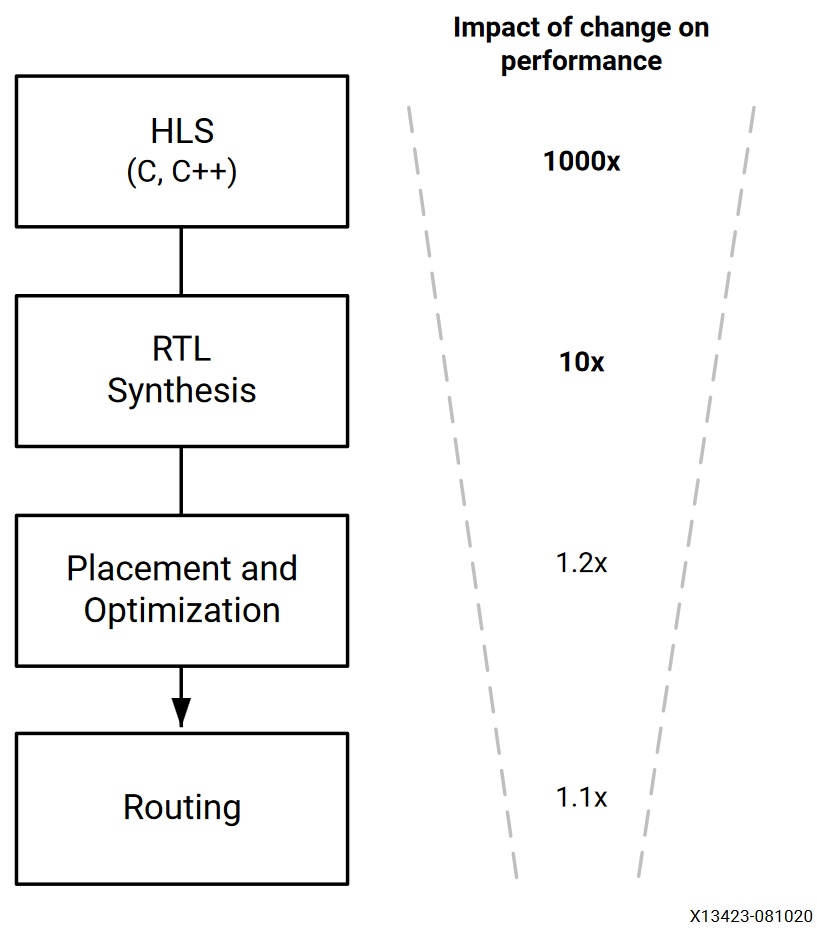 Impact of change on
performance
HLS
(C, C++)
1000x
RTL
Synthesis
10x
Placement and
Optimization
1.2x
Routing
1.1x
X13423-081020